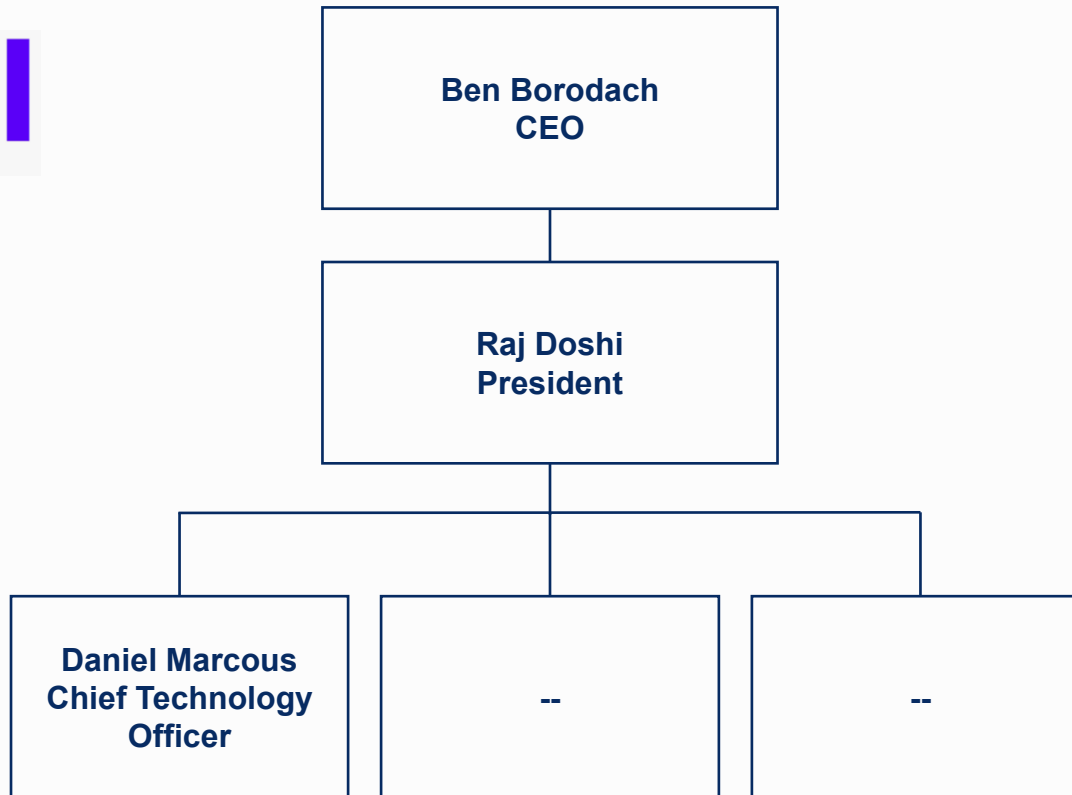 Ben Borodach
CEO
Raj Doshi
President
Daniel Marcous
Chief Technology
Officer
--
--